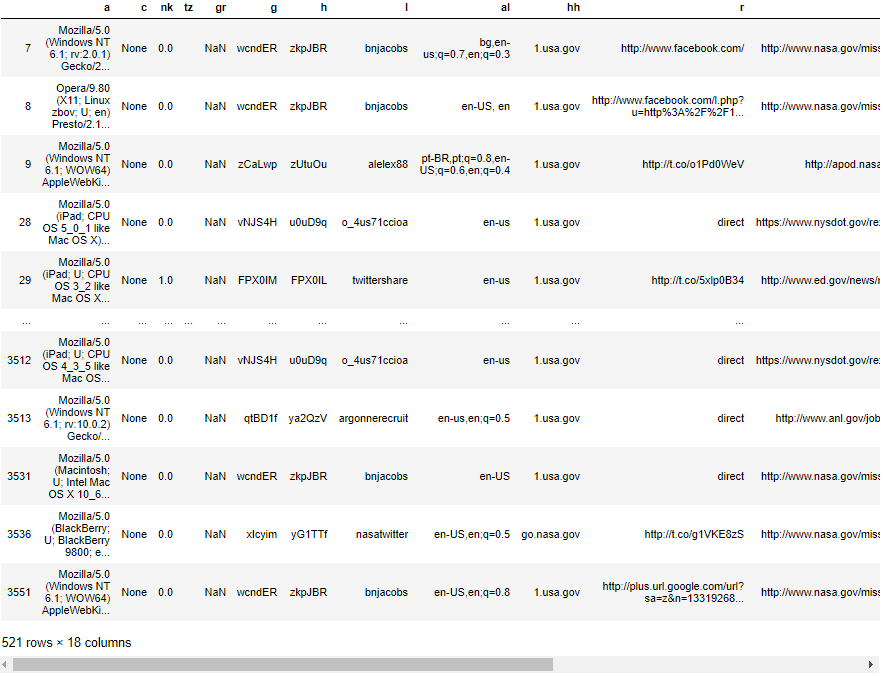 a c nk tz gr g h l al hh r
7 Mozilla/5.0 (Windows NT 6.1; rv:2.0.1) Gecko/2... None 0.0 NaN wcndER zkpJBR bnjacobs bg,en-us;q=0.7,en;q=0.3 1.usa.gov http://www.facebook.com/ http://www.nasa.gov/miss
8 Opera/9.80 (X11; Linux zbov; U; en) Presto/2.1... None 0.0 NaN wcndER zkpJBR bnjacobs en-US, en 1.usa.gov http://www.facebook.com/l.php?u=http%3A%2F%2F1... http://www.nasa.gov/miss
9 Mozilla/5.0 (Windows NT 6.1; WOW64) AppleWebKi... None 0.0 NaN zCaLwp zUtuOu alelex88 pt-BR,pt;q=0.8,en-US;q=0.6,en;q=0.4 1.usa.gov http://t.co/o1Pd0WeV http://apod.nasa
28 Mozilla/5.0 (iPad; CPU OS 5_0_1 like Mac OS X)... None 0.0 NaN vNJS4H u0uD9q o_4us71ccioa en-us 1.usa.gov direct https://www.nysdot.gov/re
29 Mozilla/5.0 (iPad; U; CPU OS 3_2 like Mac OS X... None 1.0 NaN FPX0IM FPX0IL twittershare en-us 1.usa.gov http://t.co/5xlp0B34 http://www.ed.gov/news/
... ... ... ... ... ... ... ... ... ... ... ...
3512 Mozilla/5.0 (iPad; U; CPU OS 4_3_5 like Mac OS... None 0.0 NaN vNJS4H u0uD9q o_4us71ccioa en-us 1.usa.gov direct https://www.nysdot.gov/re
3513 Mozilla/5.0 (Windows NT 6.1; rv:10.0.2) Gecko/... None 0.0 NaN qtBD1f ya2QzV argonnerecruit en-us,en;q=0.5 1.usa.gov direct http://www.anl.gov/job
3531 Mozilla/5.0 (Macintosh; U; Intel Mac OS X 10_6... None 0.0 NaN wcndER zkpJBR bnjacobs en-US 1.usa.gov direct http://www.nasa.gov/miss
3536 Mozilla/5.0 (BlackBerry; U; BlackBerry 9800; e... None 0.0 NaN xIcyim yG1TTf nasatwitter en-US,en;q=0.5 go.nasa.gov http://t.co/g1VKE8zS http://www.nasa.gov/miss
3551 Mozilla/5.0 (Windows NT 6.1; WOW64) AppleWebKi... None 0.0 NaN wcndER zkpJBR bnjacobs en-US,en;q=0.8 1.usa.gov http://plus.url.google.com/url?sa=z&n=13319268... http://www.nasa.gov/miss
521 rows × 18 columns